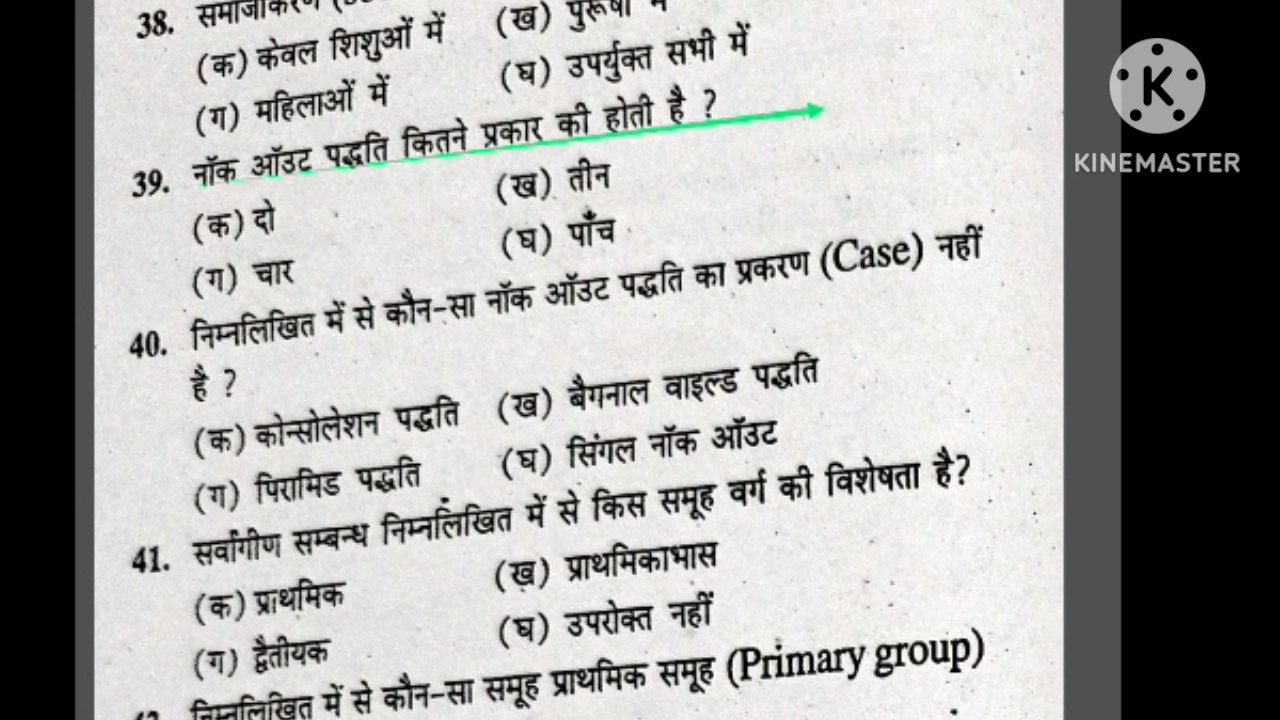 38. समाजीकरण
(क) केवल शिशुओं में (ख) पुरूषों में
(ग) महिलाओं में (घ) उपर्युक्त सभी में
39. नॉक ऑउट पद्धति कितने प्रकार की होती है ?
(क) दो (ख) तीन
(ग) चार (घ) पाँच
40. निम्नलिखित में से कौन-सा नॉक ऑउट पद्धति का प्रकरण (Case) नहीं
है ?
(क) कोन्सोलेशन पद्धति (ख) बैगनाल वाइल्ड पद्धति
(ग) पिरामिड पद्धति (घ) सिंगल नॉक ऑउट
41. सर्वांगीण सम्बन्ध निम्नलिखित में से किस समूह वर्ग की विशेषता है?
(क) प्राथमिक (ख) प्राथमिकाभास
(ग) द्वैतीयक (घ) उपरोक्त नहीं
निम्नलिखित में से कौन-सा समूह प्राथमिक समूह (Primary group)
K
KINEMASTER